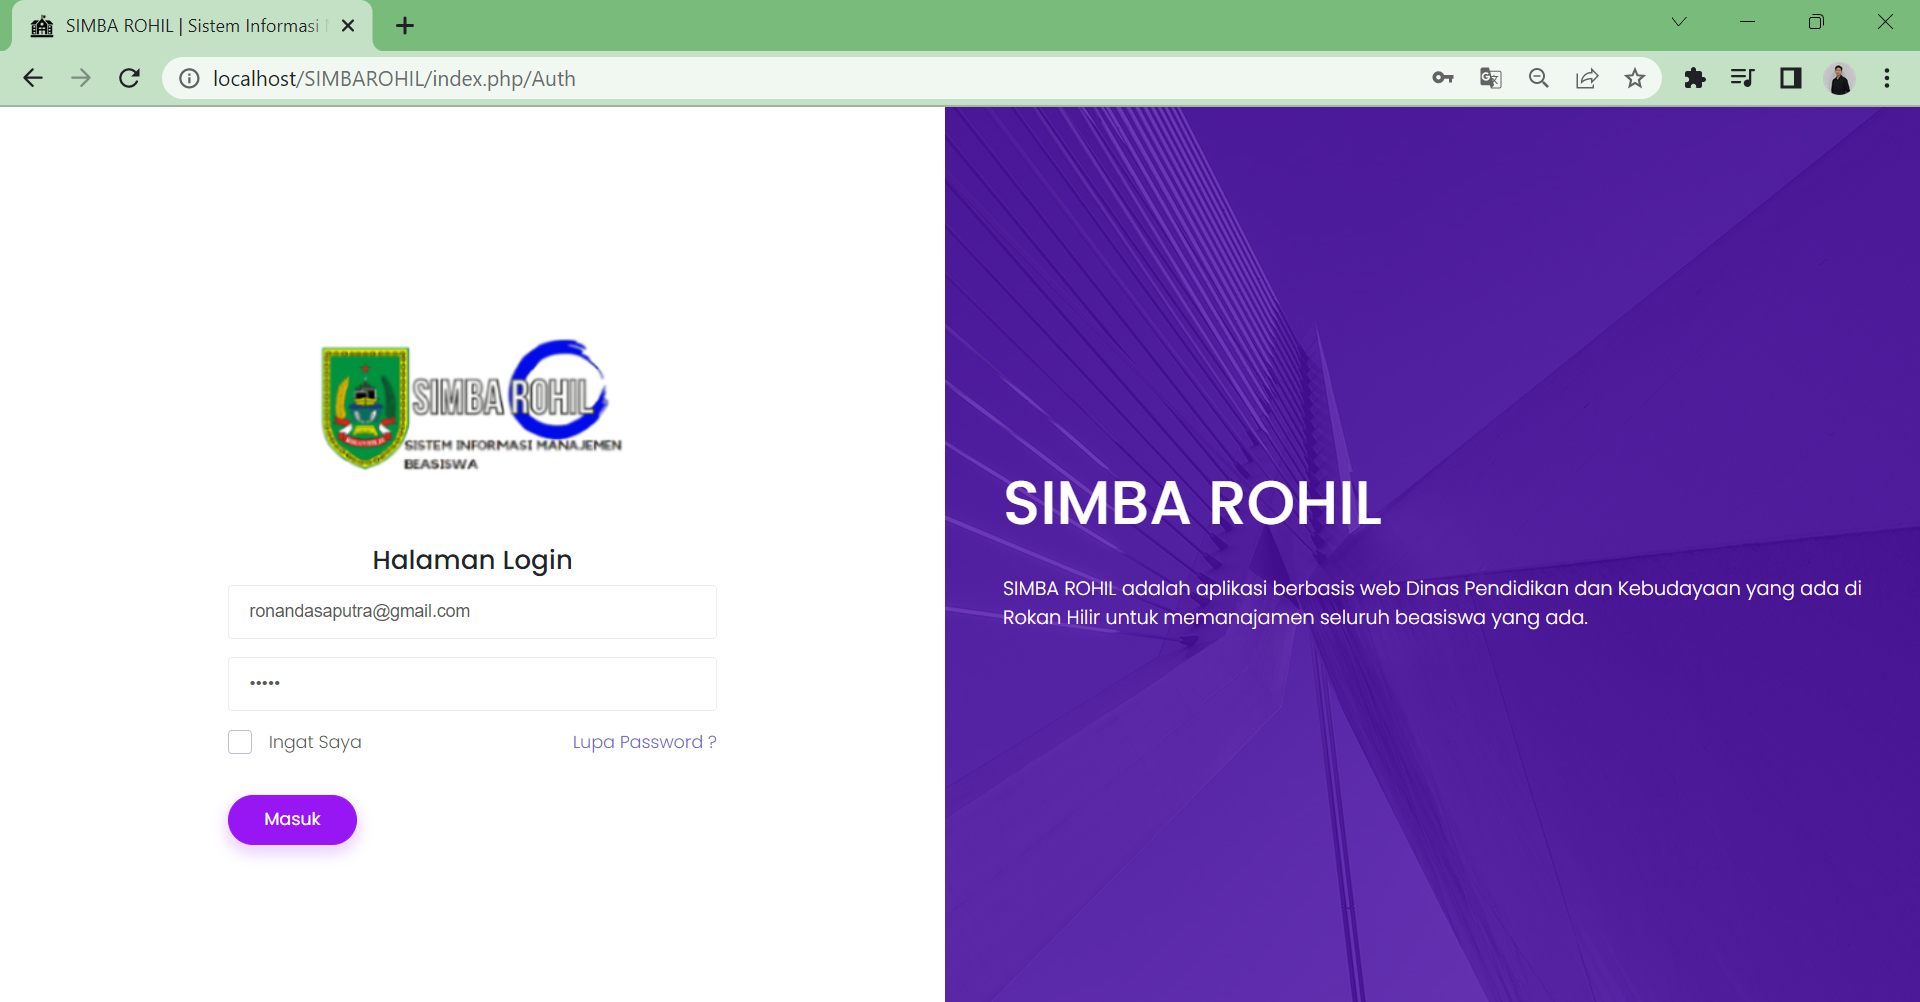 SIMBA ROHIL | Sistem Informasi
localhost/SIMBAROHIL/index.php/Auth
SIMBA ROHIL
SISTEM INFORMASI MANAJEMEN
BEASISWA
Halaman Login
ronandasaputra@gmail.com
•••••
Ingat Saya
Lupa Password ?
Masuk
SIMBA ROHIL
SIMBA ROHIL adalah aplikasi berbasis web Dinas Pendidikan dan Kebudayaan yang ada di
Rokan Hilir untuk memanajamen seluruh beasiswa yang ada.